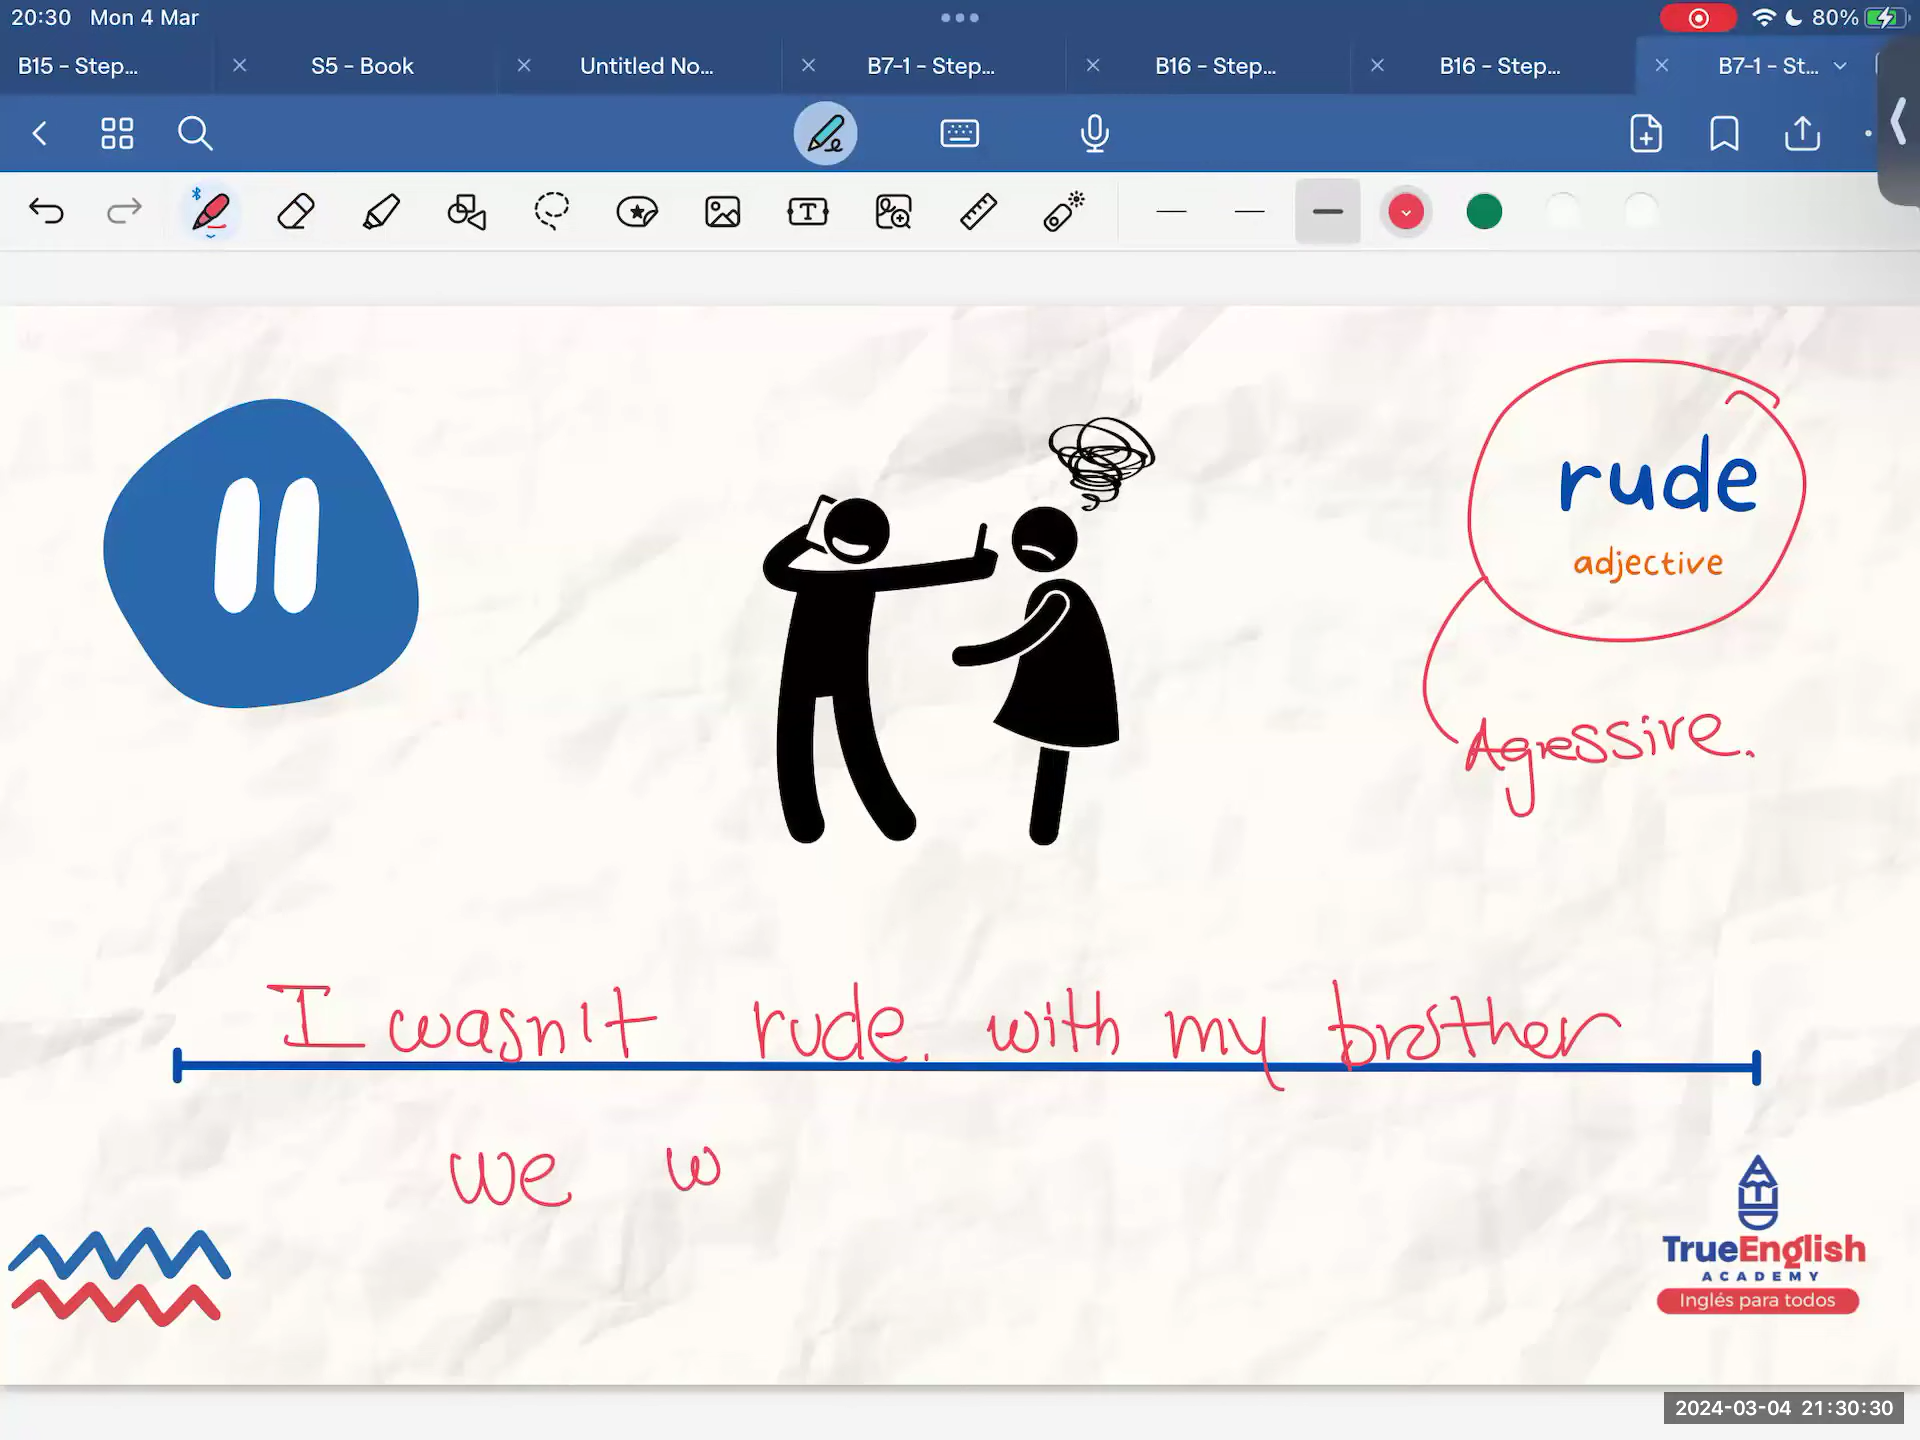 20:30 Mon 4 Mar
80%
B15 - Step...
S5 - Book
Untitled No...
B7-1 - Step...
B16 - Step...
B16 - Step...
B7-1 - St...
11
rude
adjective
Agressive.
I wasn't rude. with my brother
we w
TrueEnglish
ACADEMY
Inglés para todos
2024-03-04 21:30:30